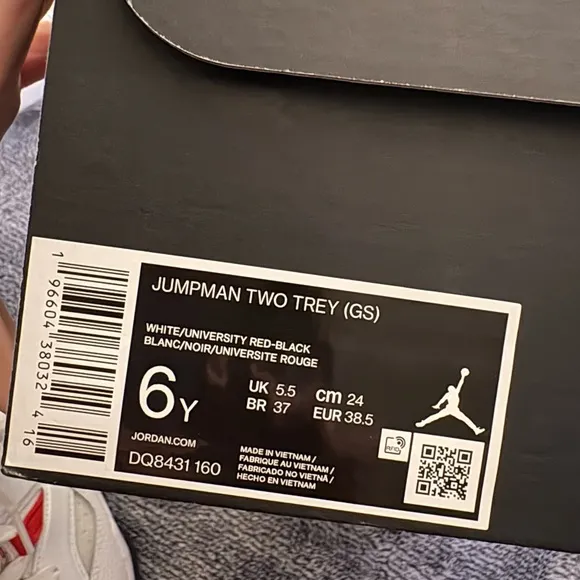 JUMPMAN TWO TREY (GS)
WHITE/UNIVERSITY RED-BLACK
BLANC/NOIR/UNIVERSITE ROUGE
6Y
UK 5.5 cm 24
BR 37 EUR 38.5
JORDAN.COM
DQ8431 160
MADE IN VIETNAM /
FABRIQUE AU VIETNAM /
FABRICADO NO VIETNÃ /
HECHO EN VIETNAM
RFID
1 96604 38032 4 16